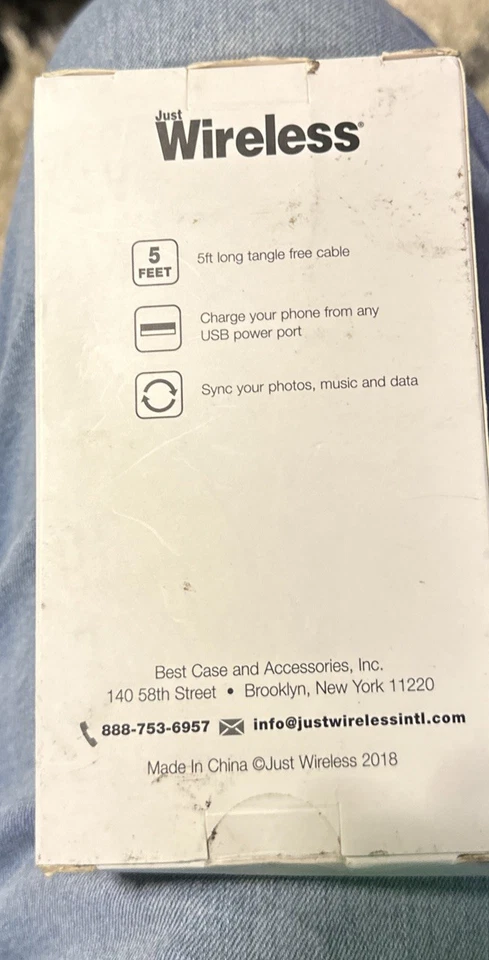 Just
Wireless®
5
FEET
5ft long tangle free cable
Charge your phone from any
USB power port
Sync your photos, music and data
Best Case and Accessories, Inc.
140 58th Street • Brooklyn, New York 11220
888-753-6957 info@justwirelessintl.com
Made In China ©Just Wireless 2018